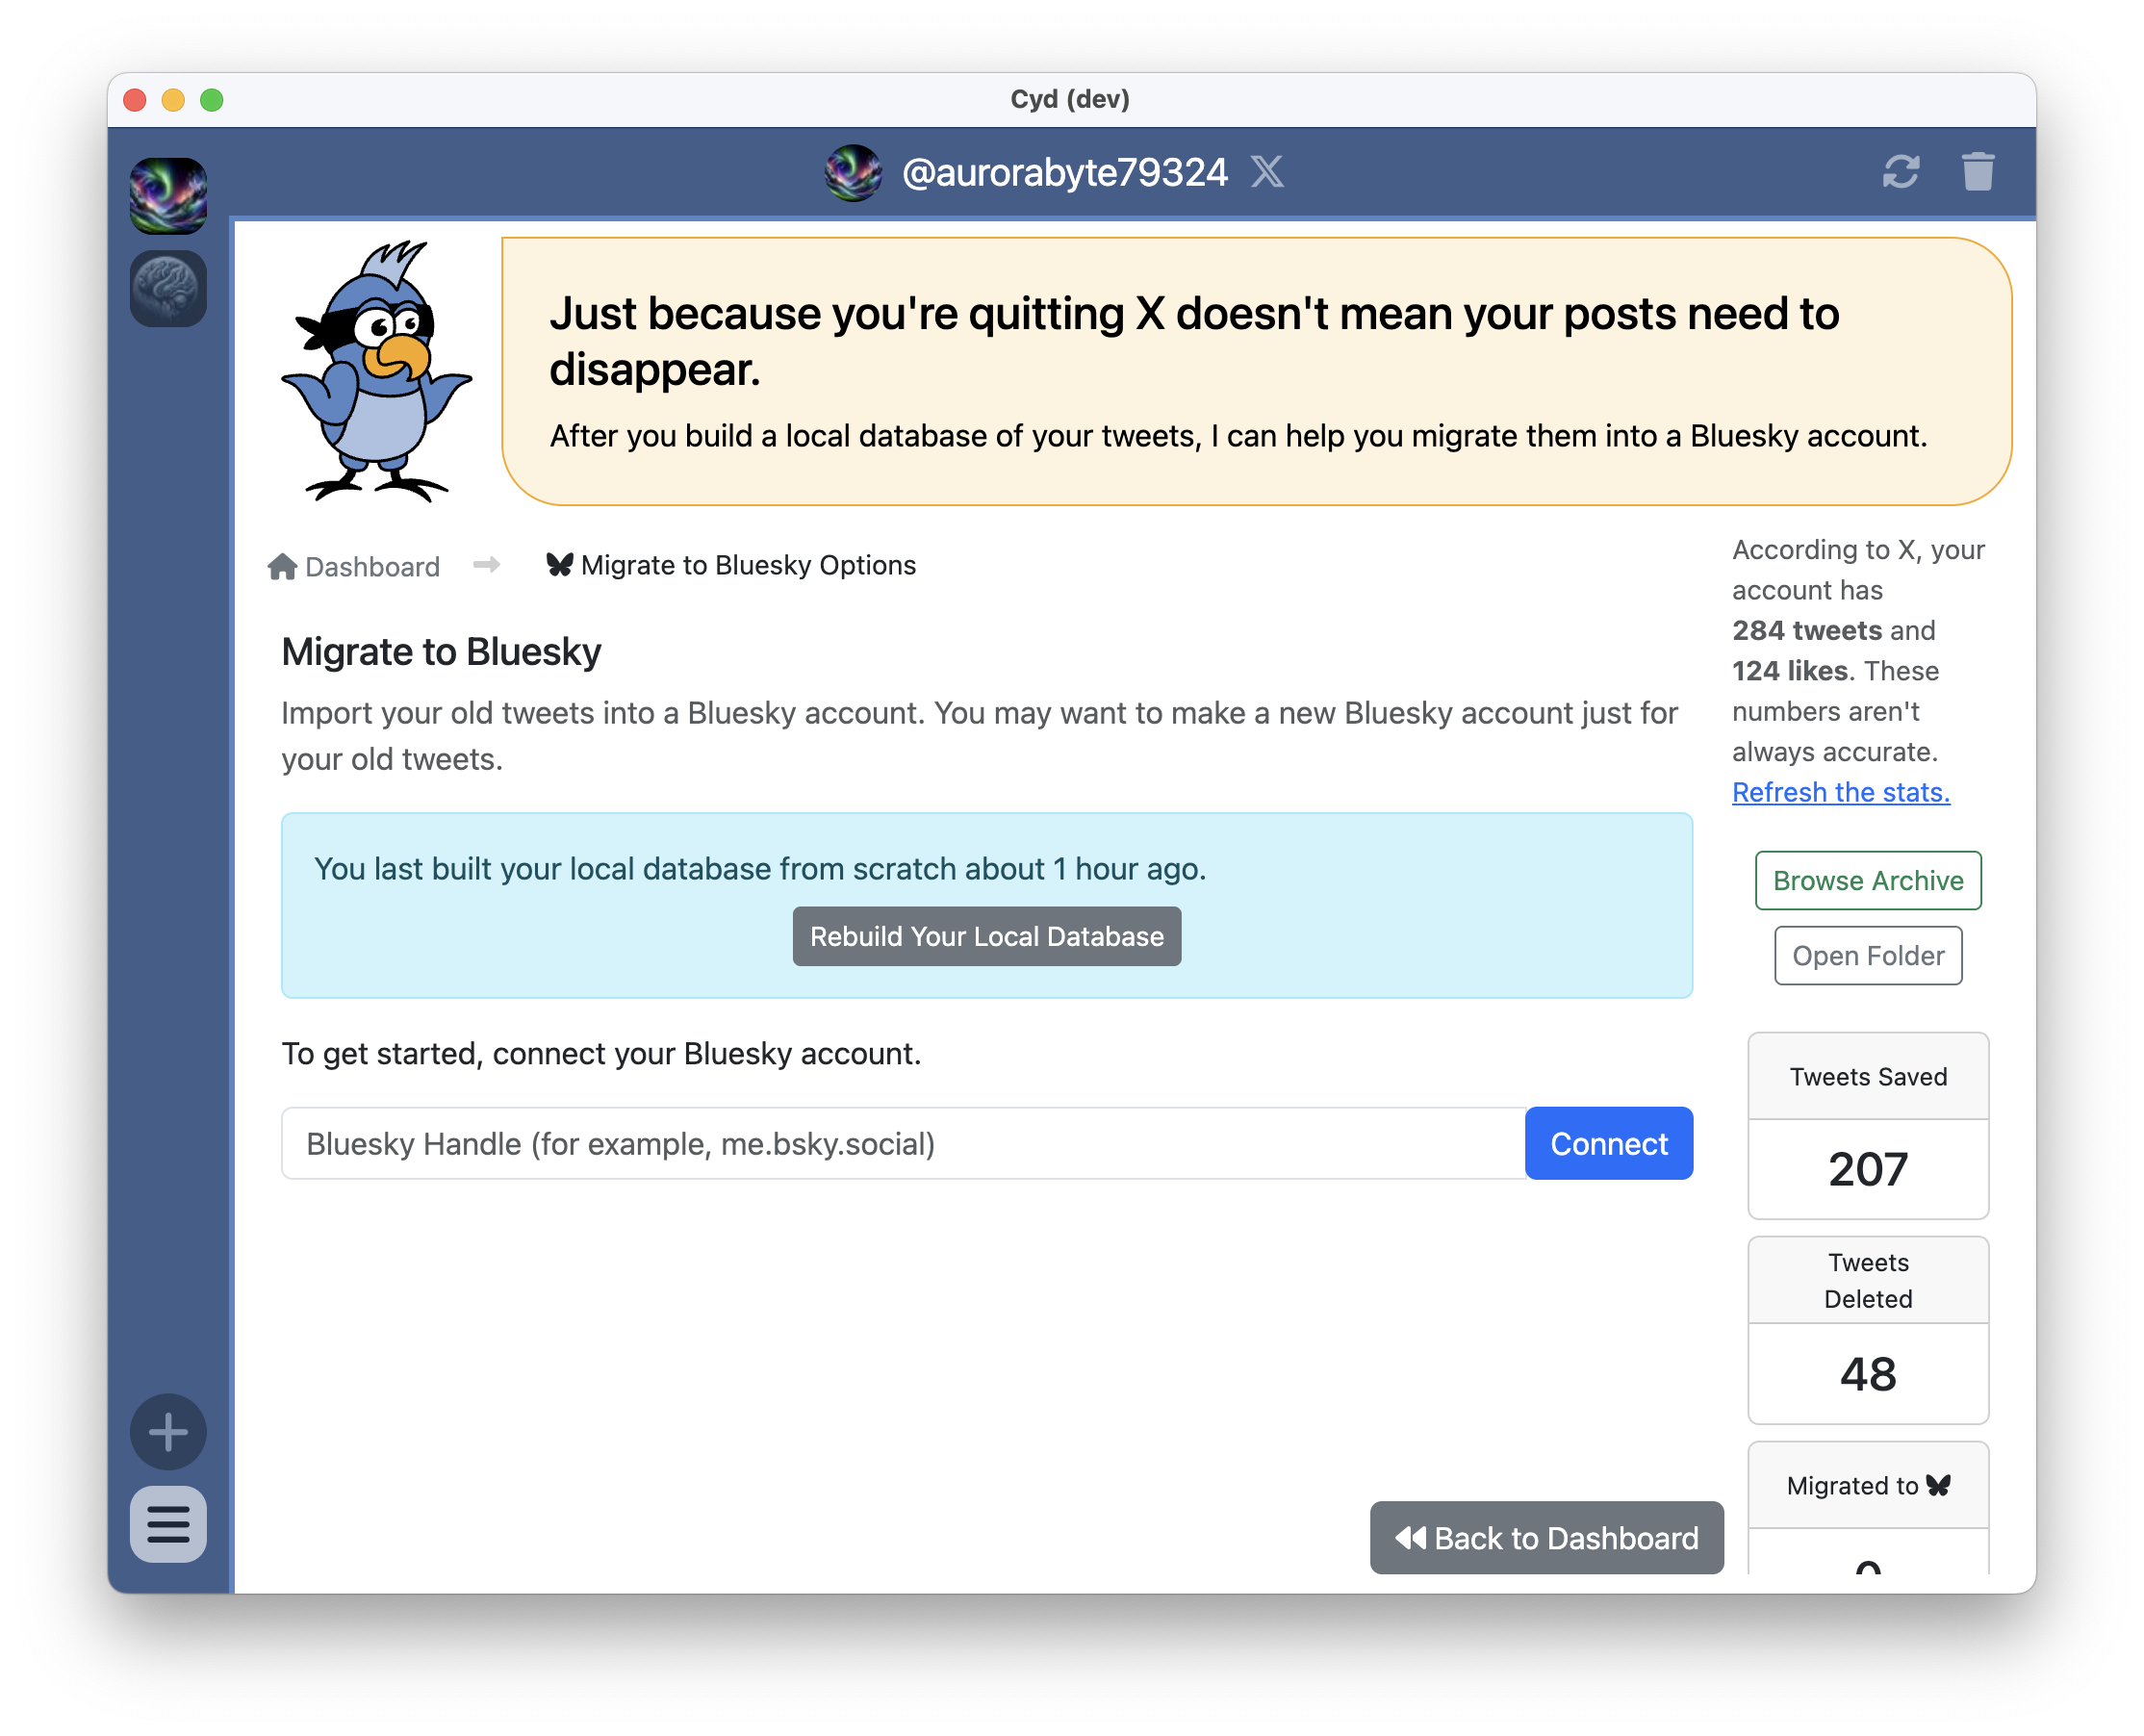 Cyd (dev)
@aurorabyte79324
Just because you're quitting X doesn't mean your posts need to
disappear.
After you build a local database of your tweets, I can help you migrate them into a Bluesky account.
Dashboard
Migrate to Bluesky Options
Migrate to Bluesky
Import your old tweets into a Bluesky account. You may want to make a new Bluesky account just for
your old tweets.
You last built your local database from scratch about 1 hour ago.
Rebuild Your Local Database
To get started, connect your Bluesky account.
Bluesky Handle (for example, me.bsky.social)
Connect
Back to Dashboard
According to X, your
account has
284 tweets and
124 likes. These
numbers aren't
always accurate.
Refresh the stats.
Browse Archive
Open Folder
Tweets Saved
207
Tweets
Deleted
48
Migrated to